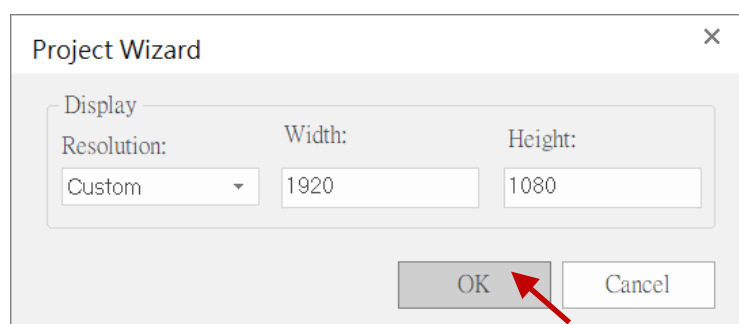 Project Wizard
Display
Resolution: Width: Height:
Custom 1920 1080
OK Cancel